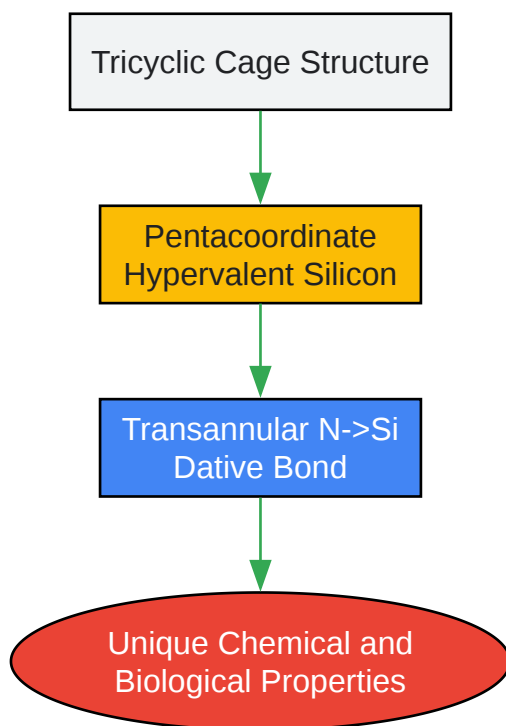 Tricyclic Cage Structure
Pentacoordinate
Hypervalent Silicon
Transannular N->Si
Dative Bond
Unique Chemical and
Biological Properties